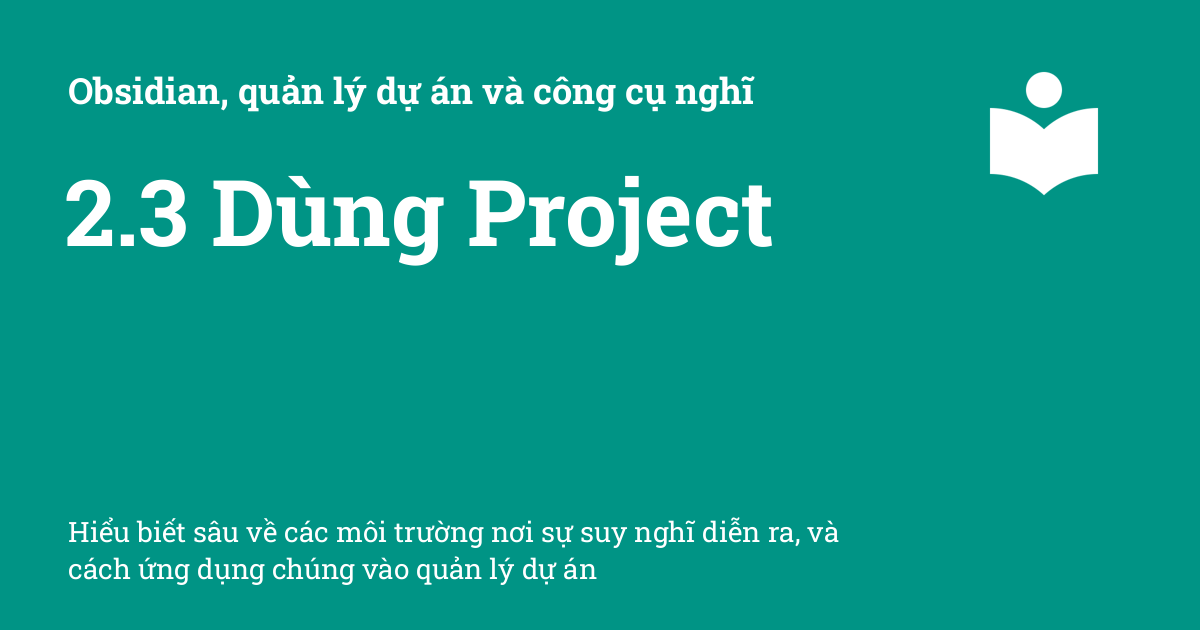 Obsidian, quản lý dự án và công cụ nghĩ
2.3 Dùng Project
Hiểu biết sâu về các môi trường nơi sự suy nghĩ diễn ra, và
cách ứng dụng chúng vào quản lý dự án